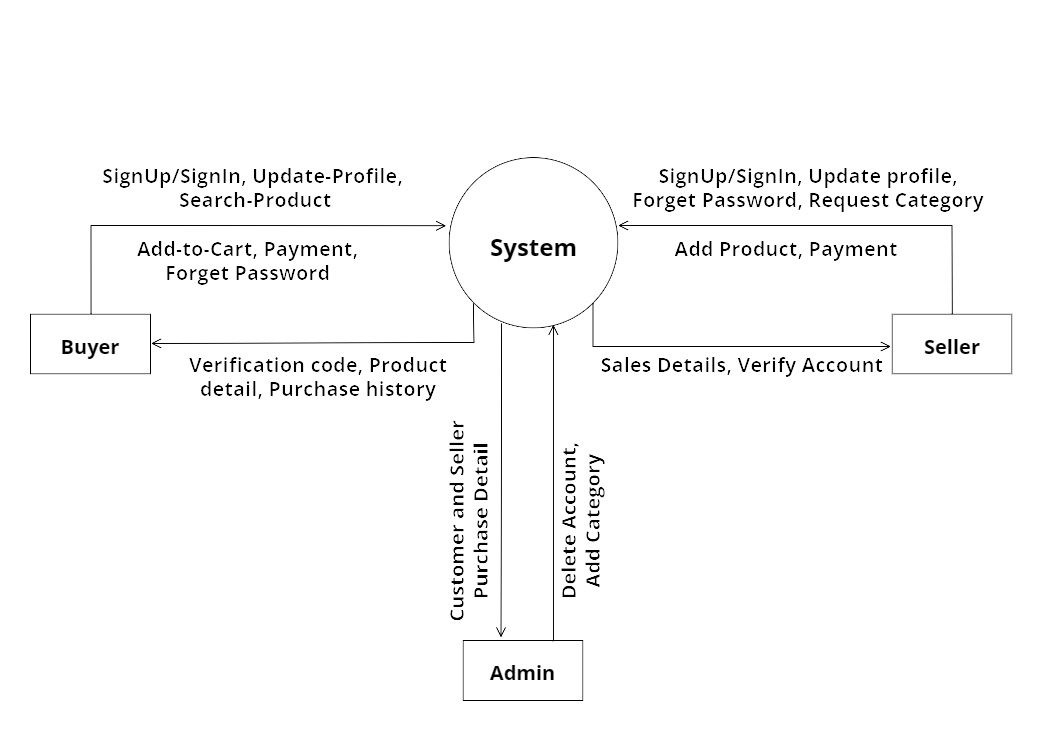 SignUp/SignIn, Update-Profile,
Search-Product
Add-to-Cart, Payment,
Forget Password
SignUp/SignIn, Update profile,
Forget Password, Request Category
Add Product, Payment
System
Buyer
Seller
Verification code, Product
detail, Purchase history
Sales Details, Verify Account
Customer and Seller
Purchase Detail
Delete Account,
Add Category
Admin